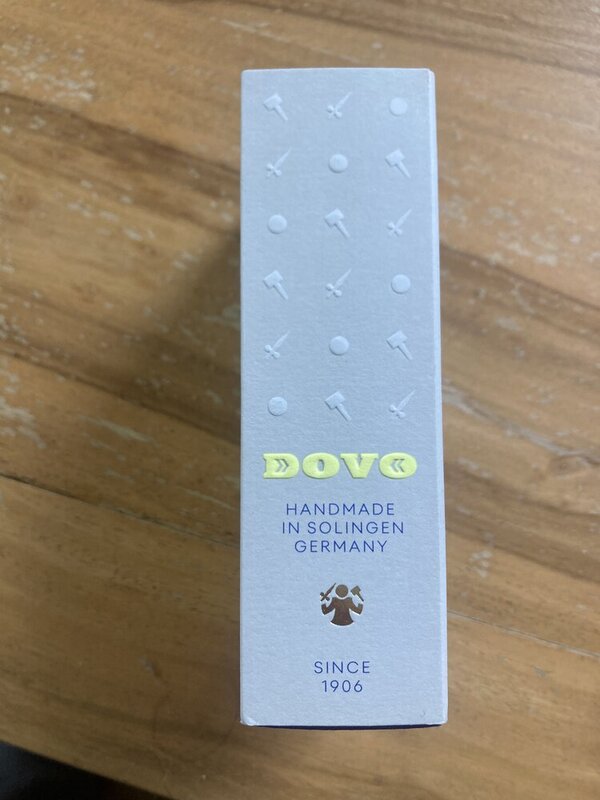 DOVO
HANDMADE
IN SOLINGEN
GERMANY
SINCE
1906